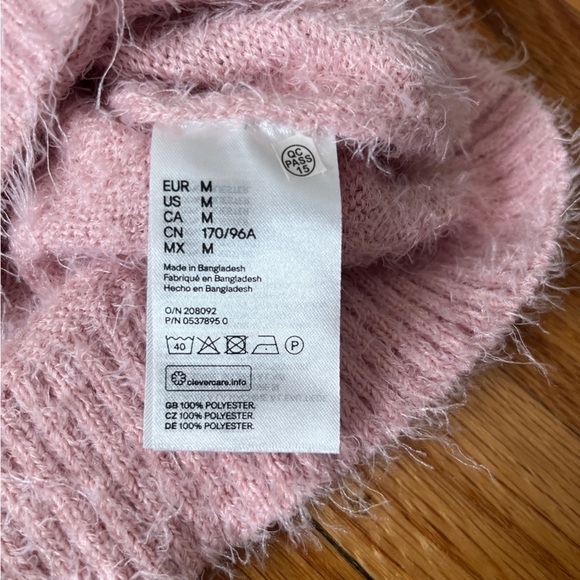 QC
PASS
15
EUR M
US M
CA M
CN 170/96A
MX M
Made in Bangladesh
Fabriqué en Bangladesh
Hecho en Bangladesh
O/N 208092
P/N 0537895 0
40 P
clevercare.info
GB 100% POLYESTER.
CZ 100% POLYESTER.
DE 100% POLYESTER.